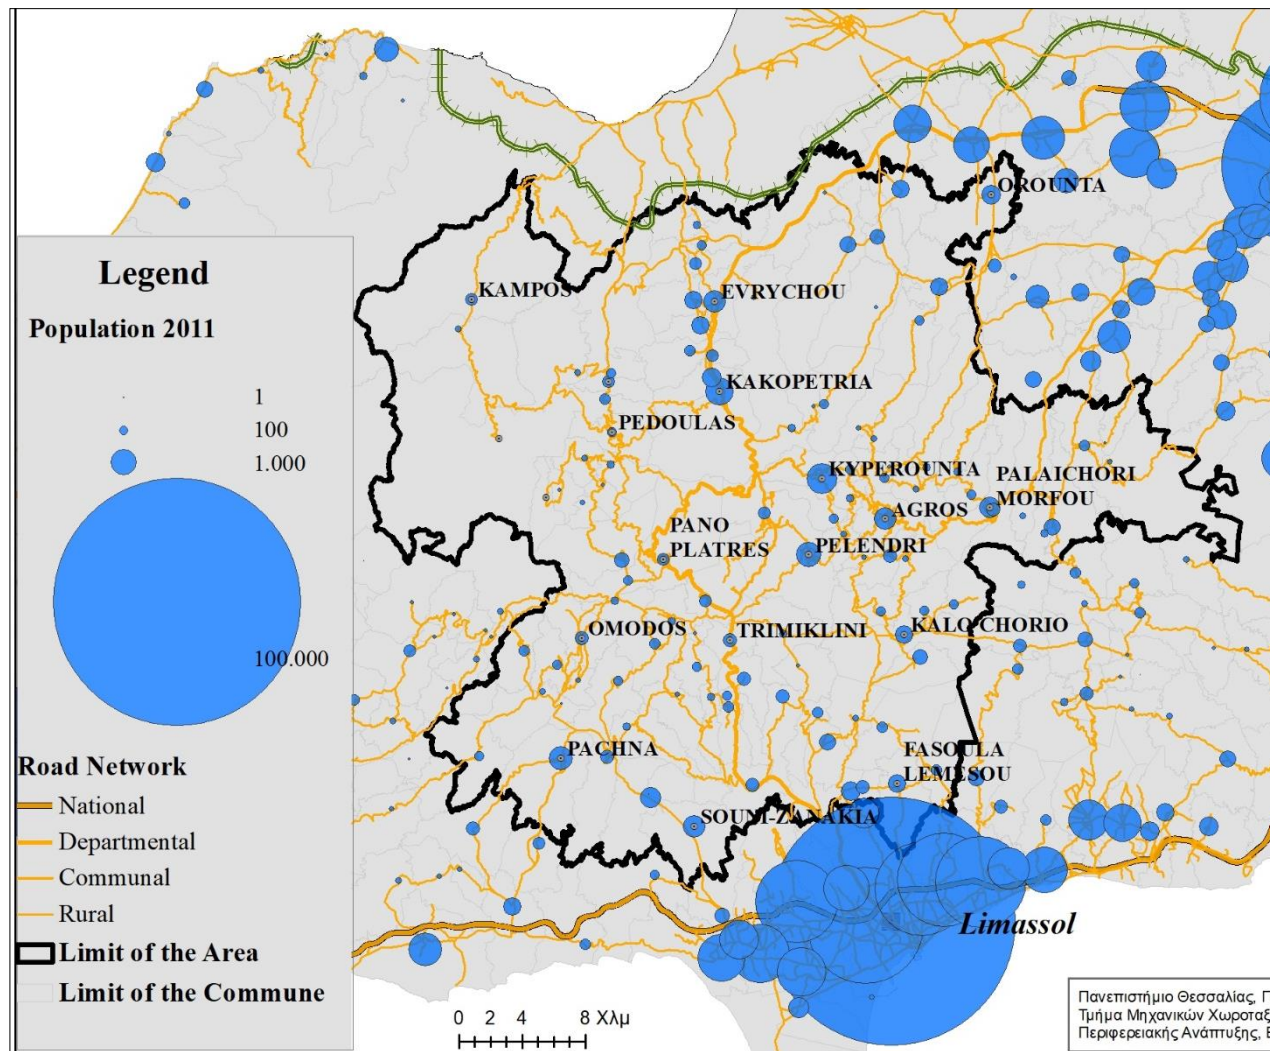 OROUNTA
KAMPOS
EVRYCHOU
KAKOPETRIA
PEDOULAS
KYPEROUNTA
PALAICHORI
MORFOU
AGROS
PANO
PLATRES
PELENDRI
OMODOS
TRIMIKLINI
KALO CHORIO
PACHNA
FASOULA
LEMESOU
SOUNI-ZANAKIA
Limassol
Legend
Population 2011
1
100
1.000
100.000
Road Network
National
Departmental
Communal
Rural
Limit of the Area
Limit of the Commune
0 2 4 8 Χλμ
Πανεπιστήμιο Θεσσαλίας,
Τμήμα Μηχανικών
Περιφερειακής Ανάπτυξης,